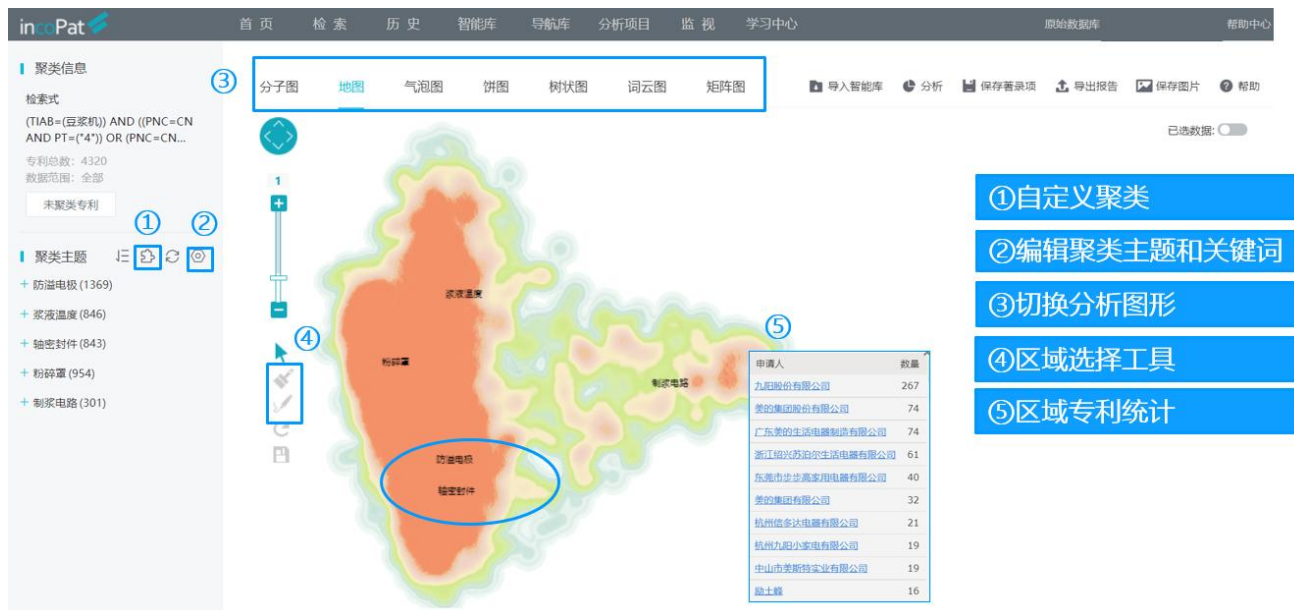 incoPat
首 页 检 索 历 史 智能库 导航库 分析项目 监 视 学习中心 原始数据库 帮助中心
聚类信息
检索式
(TIAB=(豆浆机)) AND ((PNC=CN
AND PT=("4")) OR (PNC=CN...
专利总数：4320
数据范围：全部
未聚类专利
① ②
聚类主题
+ 防溢电极 (1369)
+ 浆液温度 (846)
+ 轴密封件 (843)
+ 粉碎罩 (954)
+ 制浆电路 (301)
③
分子图 地图 气泡图 饼图 树状图 词云图 矩阵图
导入智能库 分析 保存著录项 导出报告 保存图片 帮助
已选数据:
1
④
浆液温度
粉碎罩
制浆电路
防溢电极
轴密封件
⑤
申请人 数量
九阳股份有限公司 267
美的集团股份有限公司 74
广东美的生活电器制造有限公司 74
浙江绍兴苏泊尔生活电器有限公司 61
东莞市步步高家用电器有限公司 40
美的集团有限公司 32
杭州信多达电器有限公司 21
杭州九阳小家电有限公司 19
中山市美斯特实业有限公司 19
励土蝰 16
①自定义聚类
②编辑聚类主题和关键词
③切换分析图形
④区域选择工具
⑤区域专利统计